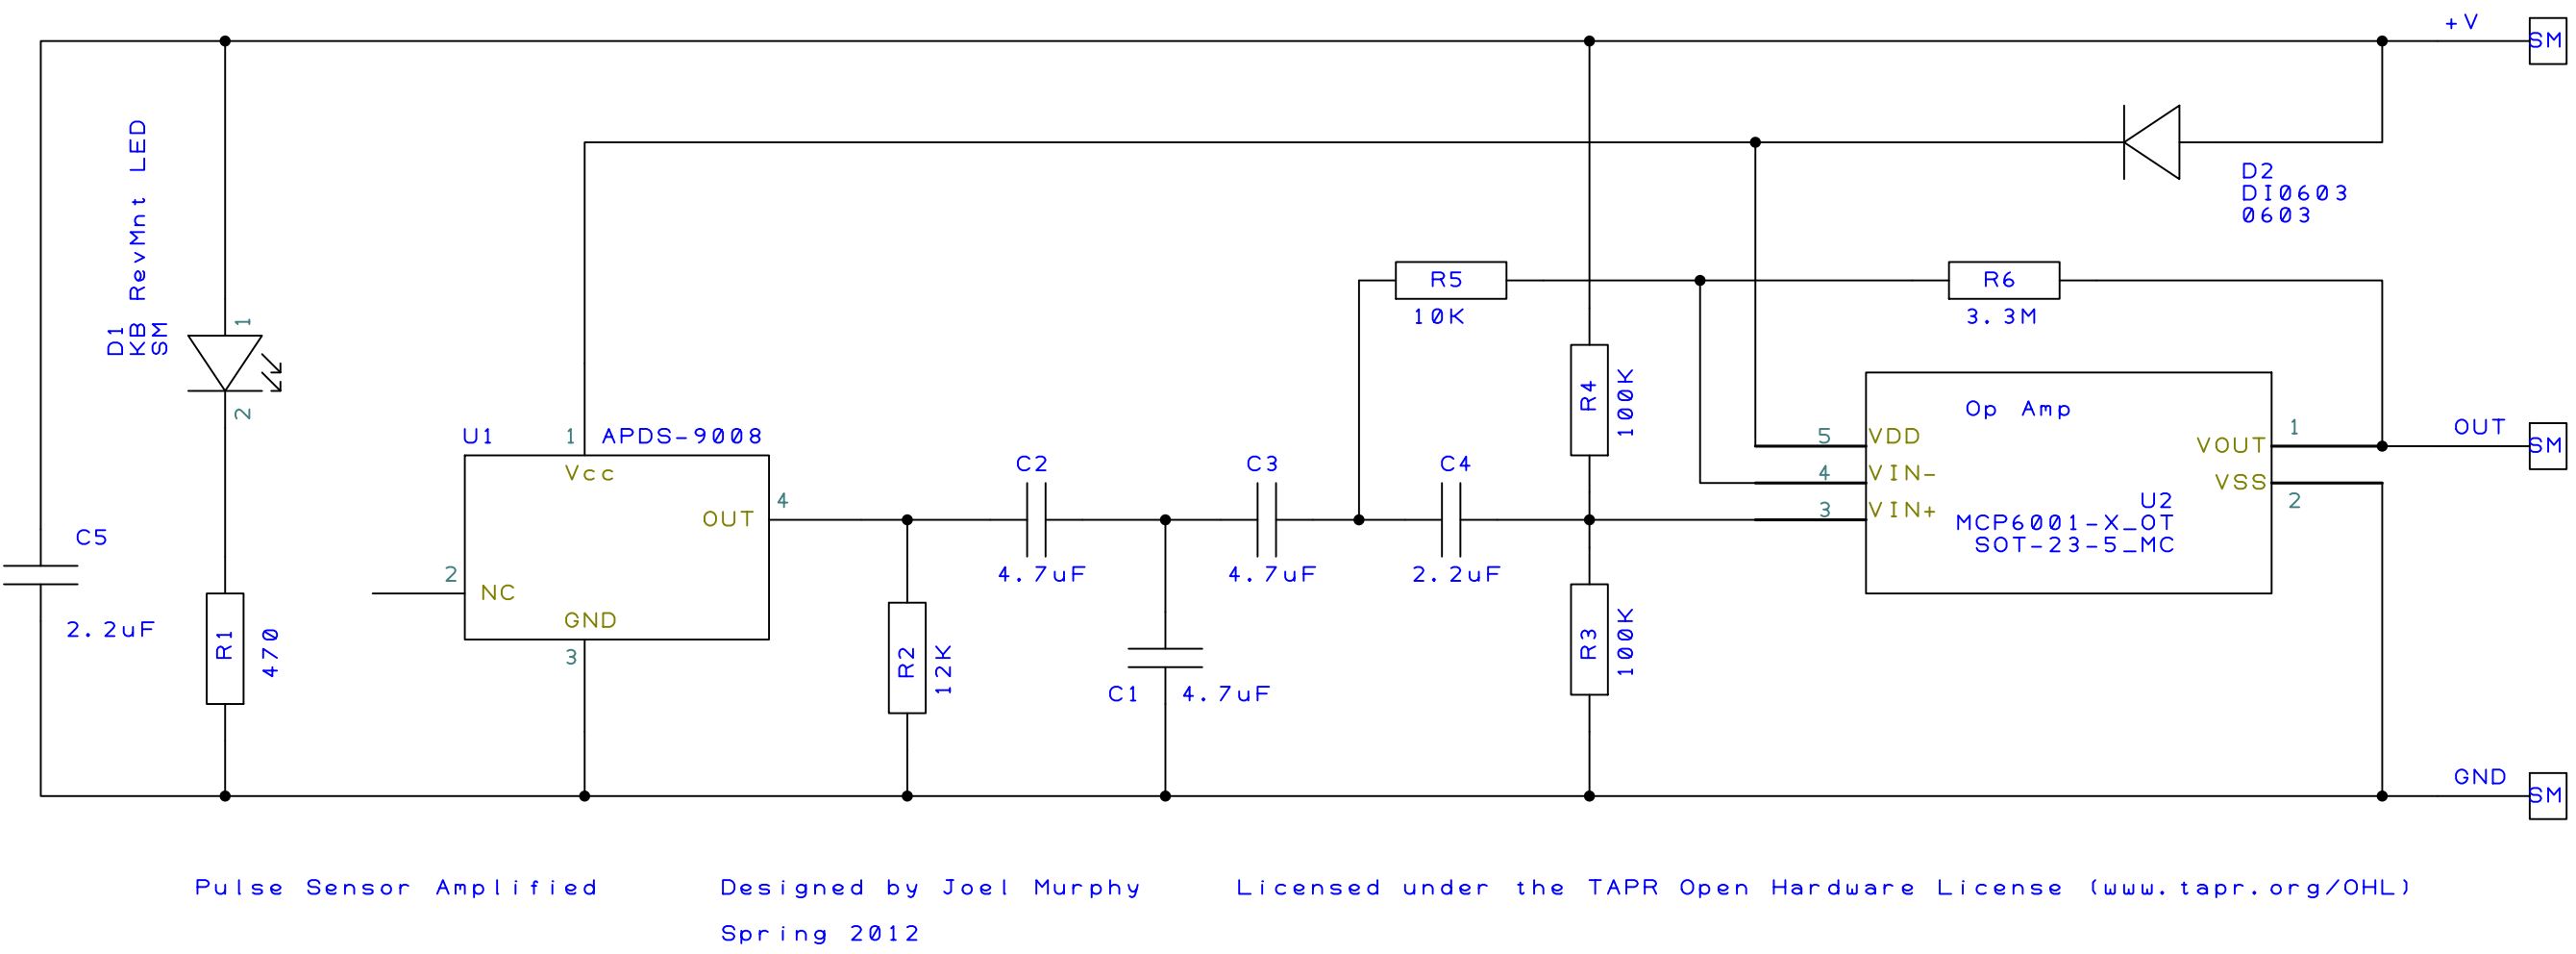 +V
SM
D1
KB RevMnt LED
SM
1
2
D2
DI0603
0603
R5
10K
R6
3.3M
R4
100K
Op Amp
U1
1
APDS-9008
Vcc
OUT
4
2
NC
GND
3
C5
2.2uF
R1
470
C2
4.7uF
C3
4.7uF
C4
2.2uF
5
VDD
4
VIN-
3
VIN+
VOUT
1
VSS
2
U2
MCP6001-X_OT
SOT-23-5_MC
OUT
SM
R2
12K
C1
4.7uF
R3
100K
GND
SM
Pulse Sensor Amplified
Designed by Joel Murphy
Licensed under the TAPR Open Hardware License (www.tapr.org/OHL)
Spring 2012